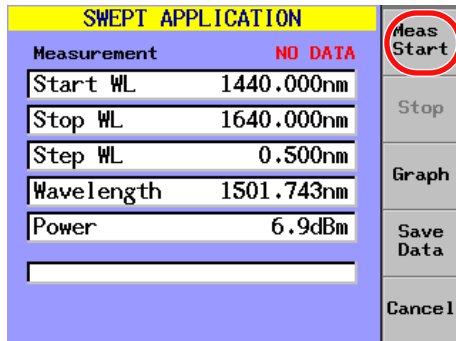 SWEPT APPLICATION
Measurement NO DATA
Start WL 1440.000nm
Stop WL 1640.000nm
Step WL 0.500nm
Wavelength 1501.743nm
Power 6.9dBm
Meas
Start
Stop
Graph
Save
Data
Cancel